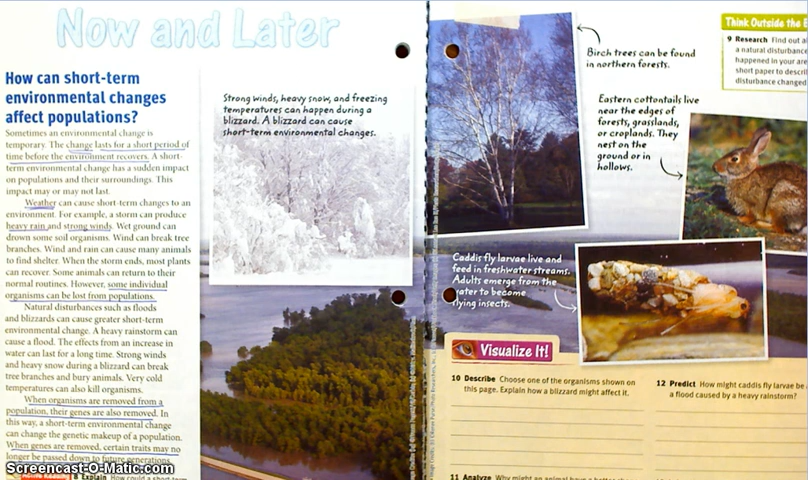 Now and Later
How can short-term
environmental changes
affect populations?
Sometimes an environmental change is
temporary. The change lasts for a short period of
time before the environment recovers. A short-
term environmental change has a sudden impact
on populations and their surroundings. This
impact may or may not last.
Weather can cause short-term changes to an
environment. For example, a storm can produce
heavy rain and strong winds. Wet ground can
drown some soil organisms. Wind can break tree
branches. Wind and rain can cause many animals
to find shelter. When the storm ends, most plants
can recover. Some animals can return to their
normal routines. However, some individual
organisms can be lost from populations.
Natural disturbances such as floods
and blizzards can cause greater short-term
environmental change. A heavy rainstorm can
cause a flood. The effects from an increase in
water can last for a long time. Strong winds
and heavy snow during a blizzard can break
tree branches and bury animals. Very cold
temperatures can also kill organisms.
When organisms are removed from a
population, their genes are also removed. In
this way, a short-term environmental change
can change the genetic makeup of a population.
When genes are removed, certain traits may no
longer be passed down to future generations.
Active Reading 8 Explain How could a short-term
Screencast-O-Matic.com
Strong winds, heavy snow, and freezing
temperatures can happen during a
blizzard. A blizzard can cause
short-term environmental changes.
Birch trees can be found
in northern forests.
Eastern cottontails live
near the edges of
forests, grasslands,
or croplands. They
nest on the
ground or in
hollows.
Caddis fly larvae live and
feed in freshwater streams.
Adults emerge from the
water to become
flying insects.
Think Outside the
9 Research Find out
a natural disturbance
happened in your
short paper to
disturbance changed
Visualize It!
10 Describe Choose one of the organisms shown on
this page. Explain how a blizzard might affect it.
11 Analyze Why might an animal have a better
12 Predict How might caddis fly larvae be
a flood caused by a heavy rainstorm?